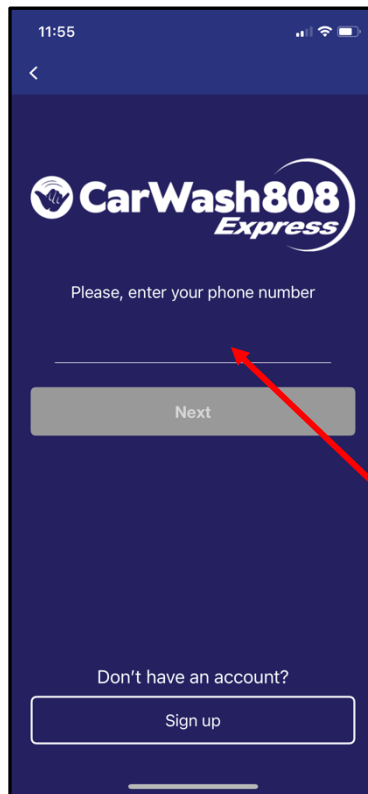 11:55
CarWash808
Express
Please, enter your phone number
Next
Don't have an account?
Sign up